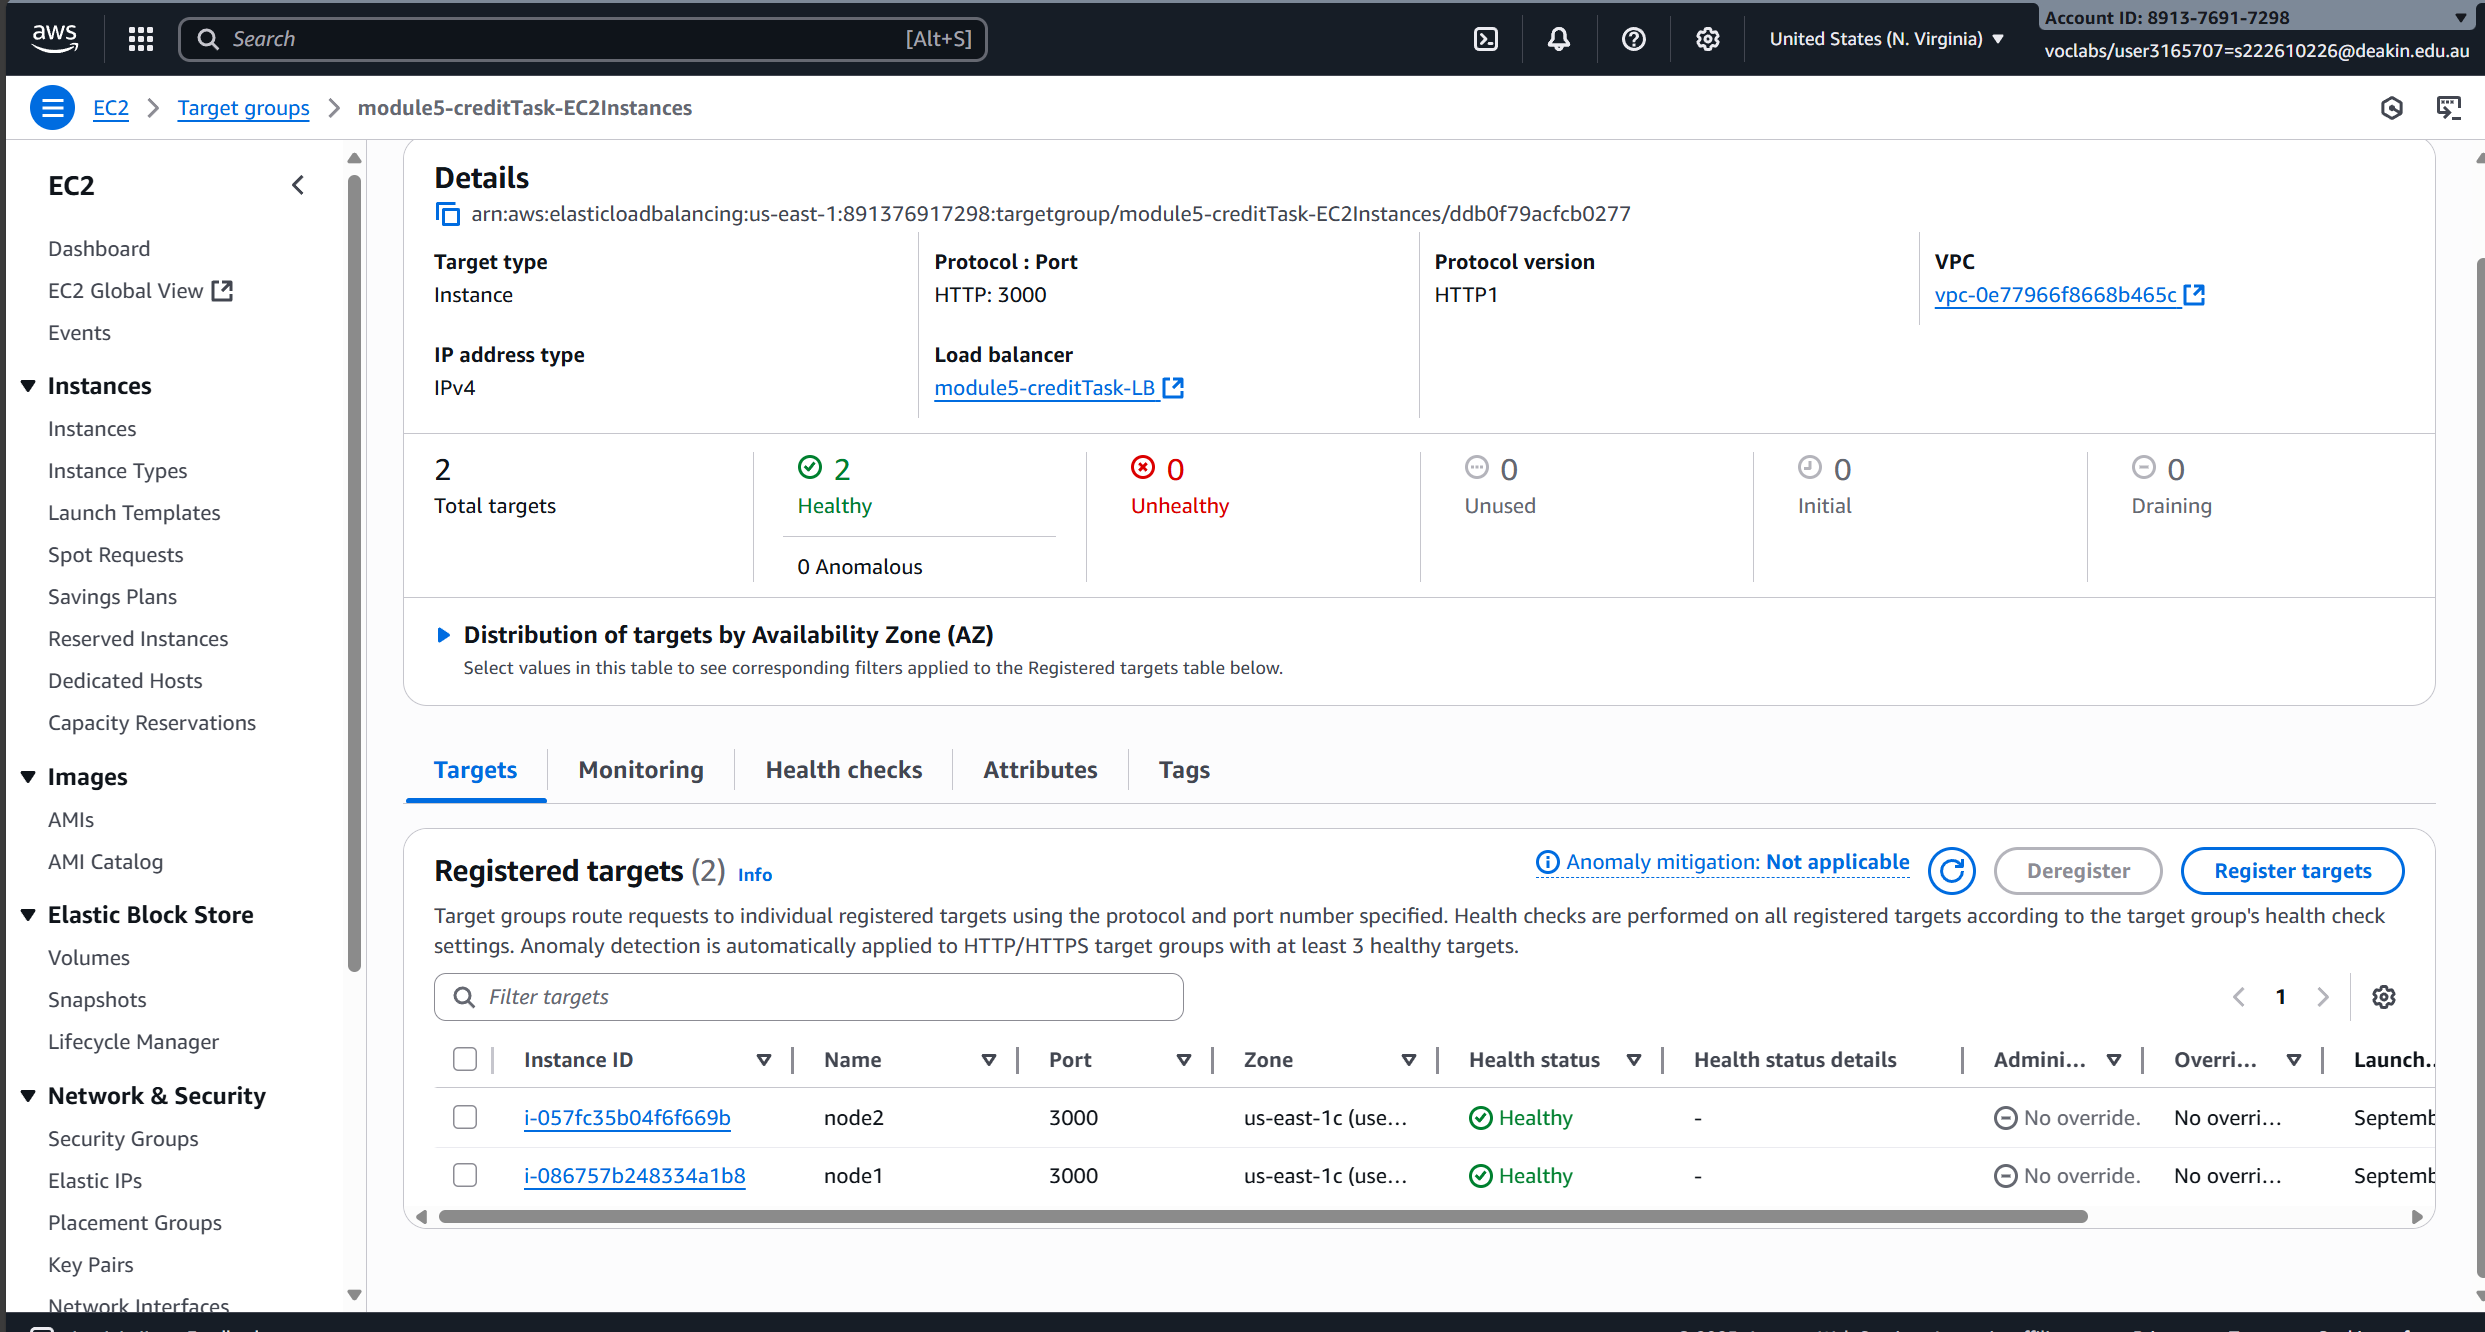 aws
Search
[Alt+S]
United States (N. Virginia)
Account ID: 8913-7691-7298
voclabs/user3165707=s222610226@deakin.edu.au
EC2
Target groups
module5-creditTask-EC2Instances
EC2
Dashboard
EC2 Global View
Events
Instances
Instances
Instance Types
Launch Templates
Spot Requests
Savings Plans
Reserved Instances
Dedicated Hosts
Capacity Reservations
Images
AMIs
AMI Catalog
Elastic Block Store
Volumes
Snapshots
Lifecycle Manager
Network & Security
Security Groups
Elastic IPs
Placement Groups
Key Pairs
Network Interfaces
Details
arn:aws:elasticloadbalancing:us-east-1:891376917298:targetgroup/module5-creditTask-EC2Instances/ddb0f79acfcb0277
Target type
Instance
Protocol : Port
HTTP: 3000
Protocol version
HTTP1
VPC
vpc-0e77966f8668b465c
IP address type
IPv4
Load balancer
module5-creditTask-LB
2
Total targets
2
Healthy
0 Anomalous
0
Unhealthy
0
Unused
0
Initial
0
Draining
Distribution of targets by Availability Zone (AZ)
Select values in this table to see corresponding filters applied to the Registered targets table below.
Targets
Monitoring
Health checks
Attributes
Tags
Registered targets (2) Info
Anomaly mitigation: Not applicable
Deregister
Register targets
Target groups route requests to individual registered targets using the protocol and port number specified. Health checks are performed on all registered targets according to the target group's health check
settings. Anomaly detection is automatically applied to HTTP/HTTPS target groups with at least 3 healthy targets.
Filter targets
1
Instance ID Name Port Zone Health status Health status details Admini... Overri... Launch..
i-057fc35b04f6f669b node2 3000 us-east-1c (use... Healthy - No override. No overri... Septemb
i-086757b248334a1b8 node1 3000 us-east-1c (use... Healthy - No override. No overri... Septemb